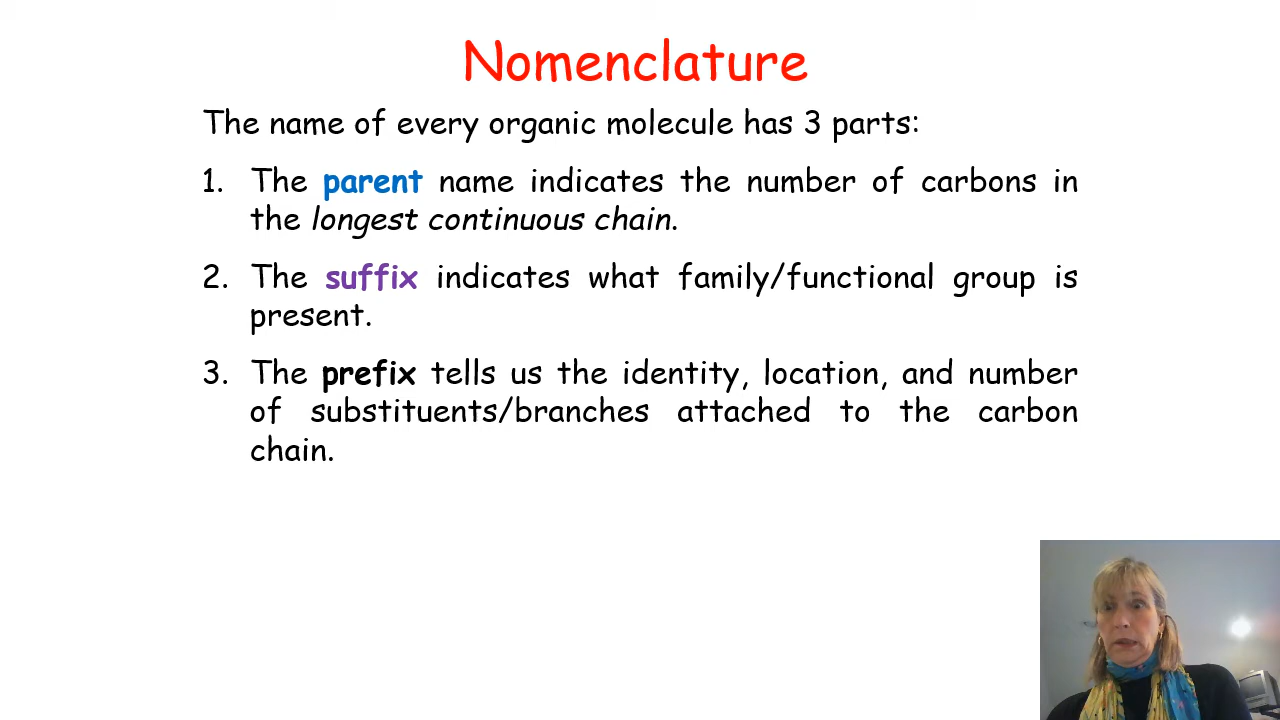 Nomenclature
The name of every organic molecule has 3 parts:
1. The parent name indicates the number of carbons in
the longest continuous chain.
2. The suffix indicates what family/functional group is
present.
3. The prefix tells us the identity, location, and number
of substituents/branches attached to the carbon
chain.